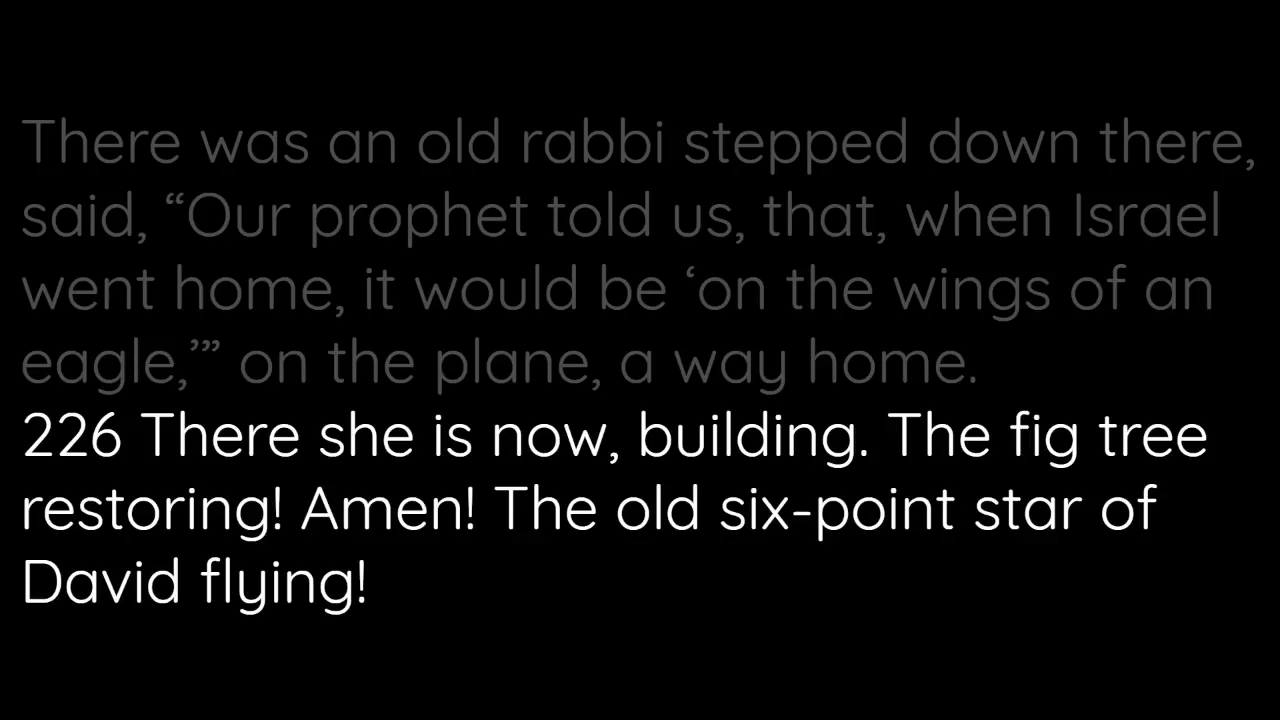 There was an old rabbi stepped down there,
said, “Our prophet told us, that, when Israel
went home, it would be ‘on the wings of an
eagle,’” on the plane, a way home.
226 There she is now, building. The fig tree
restoring! Amen! The old six-point star of
David flying!